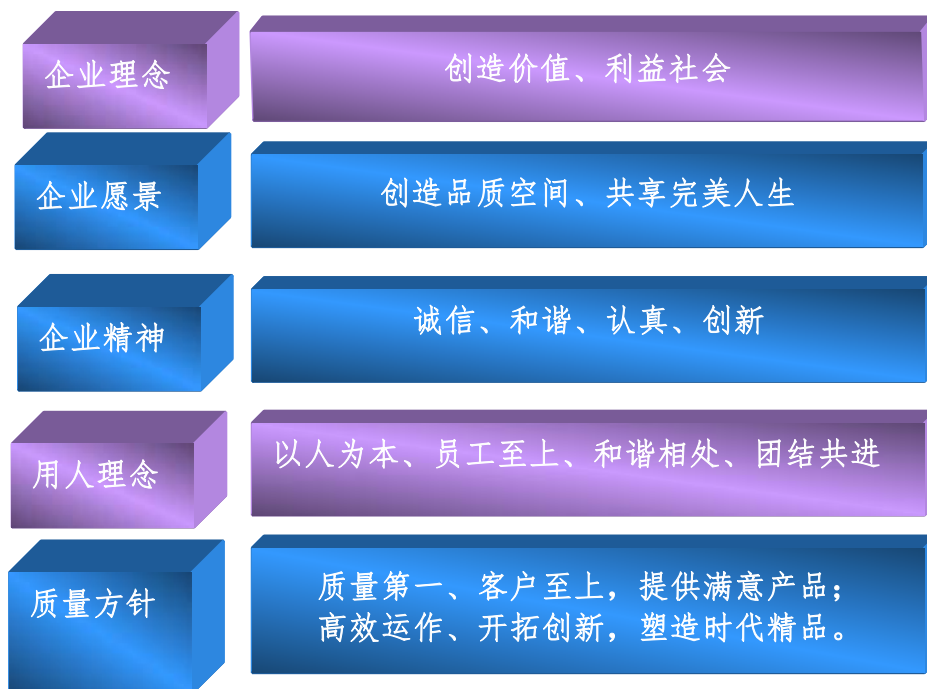 企业理念
创造价值、利益社会
企业愿景
创造品质空间、共享完美人生
企业精神
诚信、和谐、认真、创新
用人理念
以人为本、员工至上、和谐相处、团结共进
质量方针
质量第一、客户至上，提供满意产品；
高效运作、开拓创新，塑造时代精品。